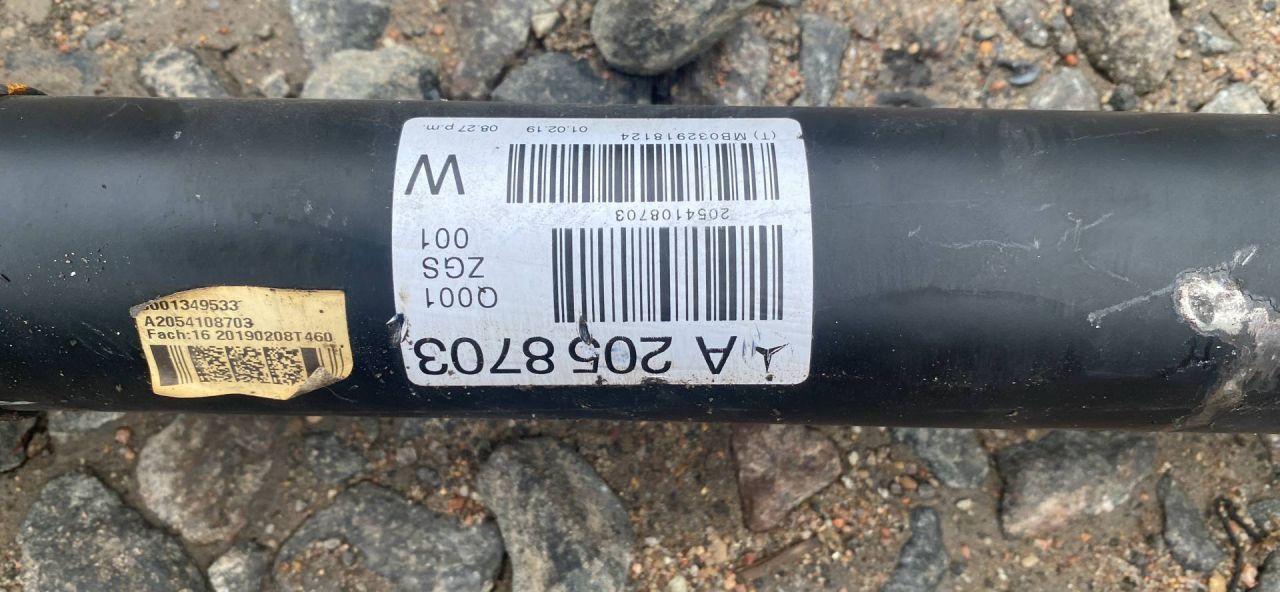 A 205 8703
Q001
ZGS
001
2054108703
W
(T) MB032918124
01.02.19
08.27 p.m.
001349533
A2054108703
Fach:16 20190208T460